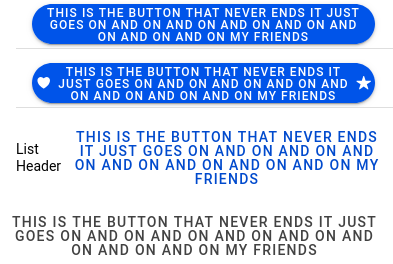 THIS IS THE BUTTON THAT NEVER ENDS IT JUST
GOES ON AND ON AND ON AND ON AND ON AND
ON AND ON AND ON MY FRIENDS
THIS IS THE BUTTON THAT NEVER ENDS IT
JUST GOES ON AND ON AND ON AND ON AND
ON AND ON AND ON AND ON MY FRIENDS
List
Header
THIS IS THE BUTTON THAT NEVER ENDS
IT JUST GOES ON AND ON AND ON AND
ON AND ON AND ON AND ON AND ON MY
FRIENDS
THIS IS THE BUTTON THAT NEVER ENDS IT JUST
GOES ON AND ON AND ON AND ON AND ON AND
ON AND ON AND ON MY FRIENDS